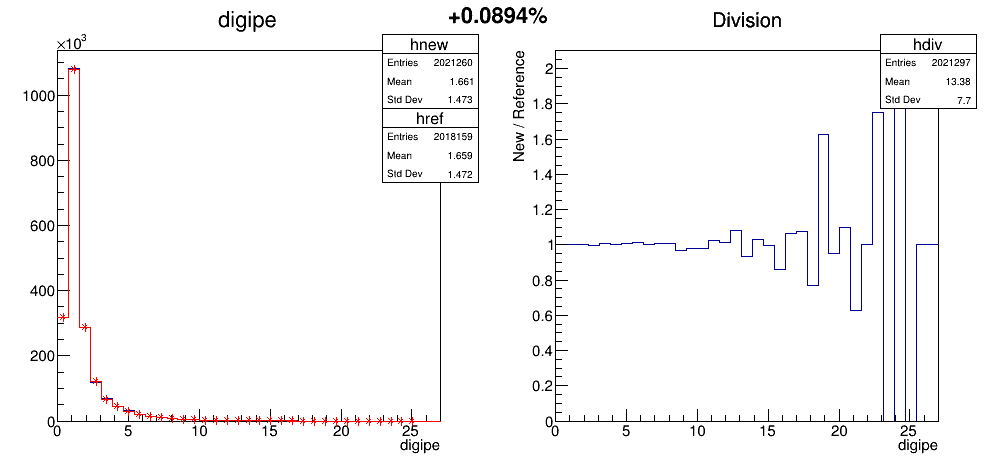 +0.0894%
digipe
×10³
hnew
Entries 2021260
Mean 1.661
Std Dev 1.473
href
Entries 2018159
Mean 1.659
Std Dev 1.472
1000
800
600
400
200
0
0 5 10 15 20 25
digipe
Division
hdiv
Entries 2021297
Mean 13.38
Std Dev 7.7
New / Reference
2
1.8
1.6
1.4
1.2
1
0.8
0.6
0.4
0.2
0
0 5 10 15 20 25
digipe